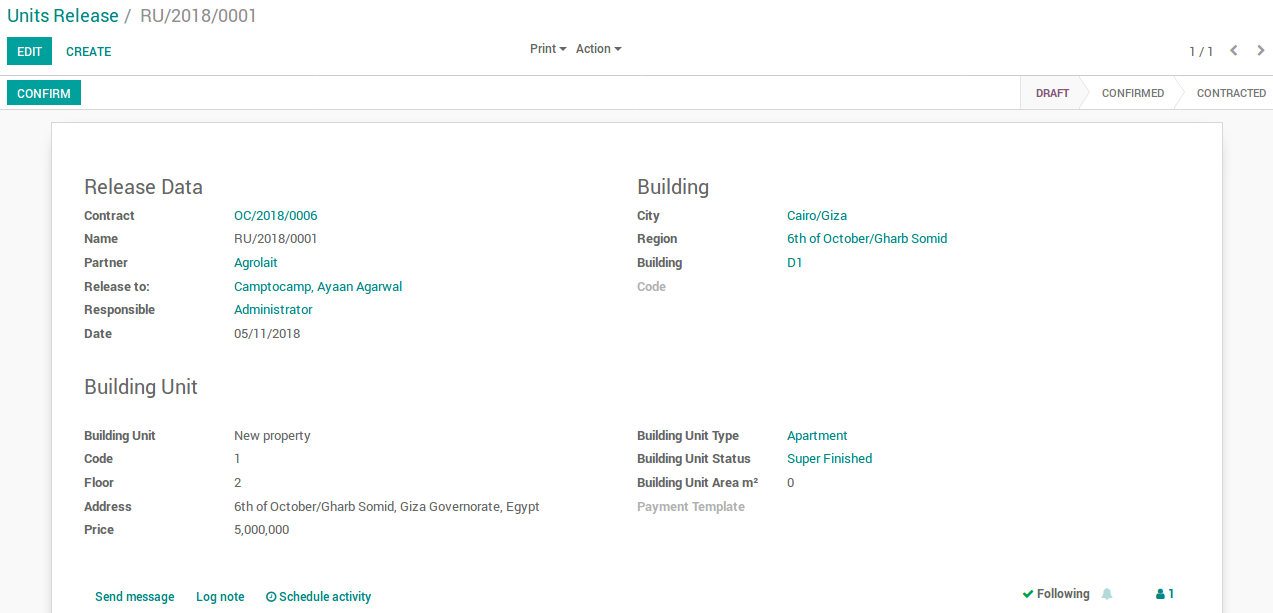 Units Release / RU/2018/0001
EDIT CREATE Print Action 1 / 1
CONFIRM DRAFT CONFIRMED CONTRACTED
Release Data
Contract OC/2018/0006
Name RU/2018/0001
Partner Agrolait
Release to: Camptocamp, Ayaan Agarwal
Responsible Administrator
Date 05/11/2018
Building
City Cairo/Giza
Region 6th of October/Gharb Somid
Building D1
Code
Building Unit
Building Unit New property
Code 1
Floor 2
Address 6th of October/Gharb Somid, Giza Governorate, Egypt
Price 5,000,000
Building Unit Type Apartment
Building Unit Status Super Finished
Building Unit Area m² 0
Payment Template
Send message Log note Schedule activity Following 1